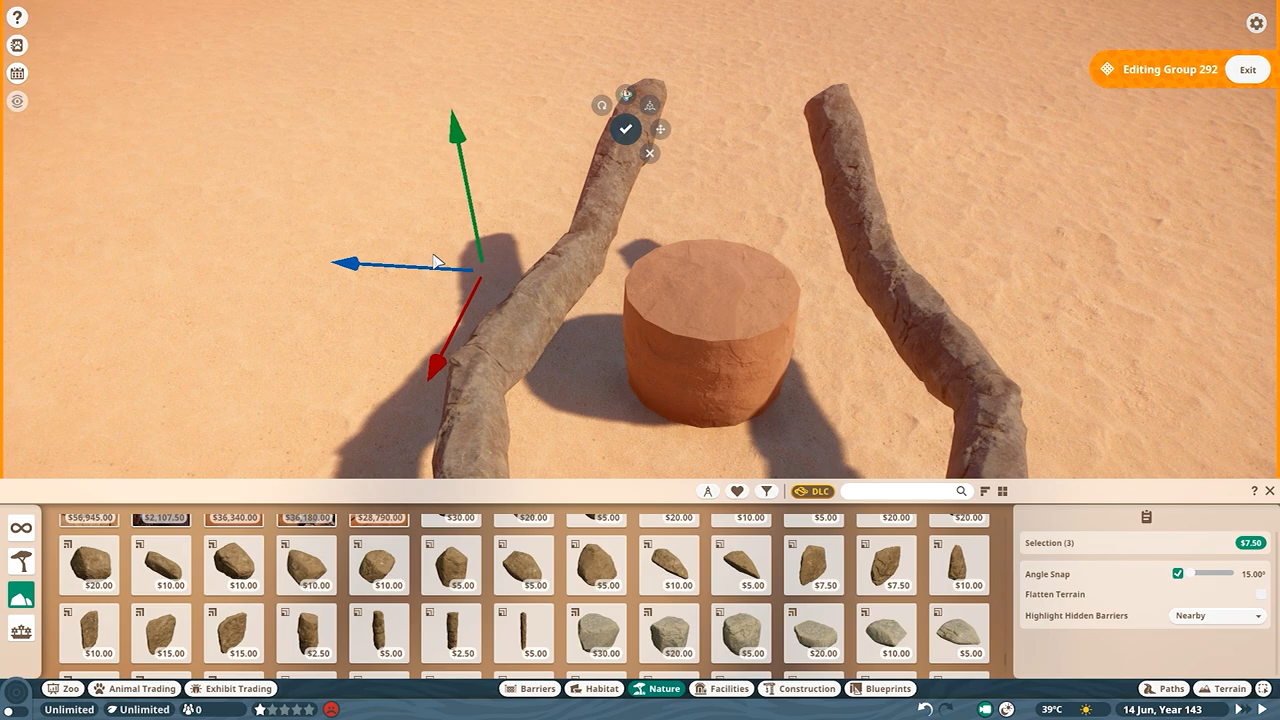 ?
Editing Group 292 Exit
DLC
? ×
$56,945.00 $2,107.50 $36,340.00 $36,180.00 $28,790.00 $30.00 $20.00 $5.00 $20.00 $10.00 $5.00 $20.00 $20.00
$20.00 $10.00 $10.00 $10.00 $10.00 $5.00 $5.00 $5.00 $10.00 $5.00 $7.50 $7.50 $10.00
$10.00 $15.00 $15.00 $2.50 $5.00 $2.50 $5.00 $30.00 $20.00 $5.00 $20.00 $10.00 $5.00
Selection (3) $7.50
Angle Snap 15.00°
Flatten Terrain
Highlight Hidden Barriers Nearby
Zoo Animal Trading Exhibit Trading Barriers Habitat Nature Facilities Construction Blueprints Paths Terrain
Unlimited Unlimited 0 39°C 14 Jun, Year 143